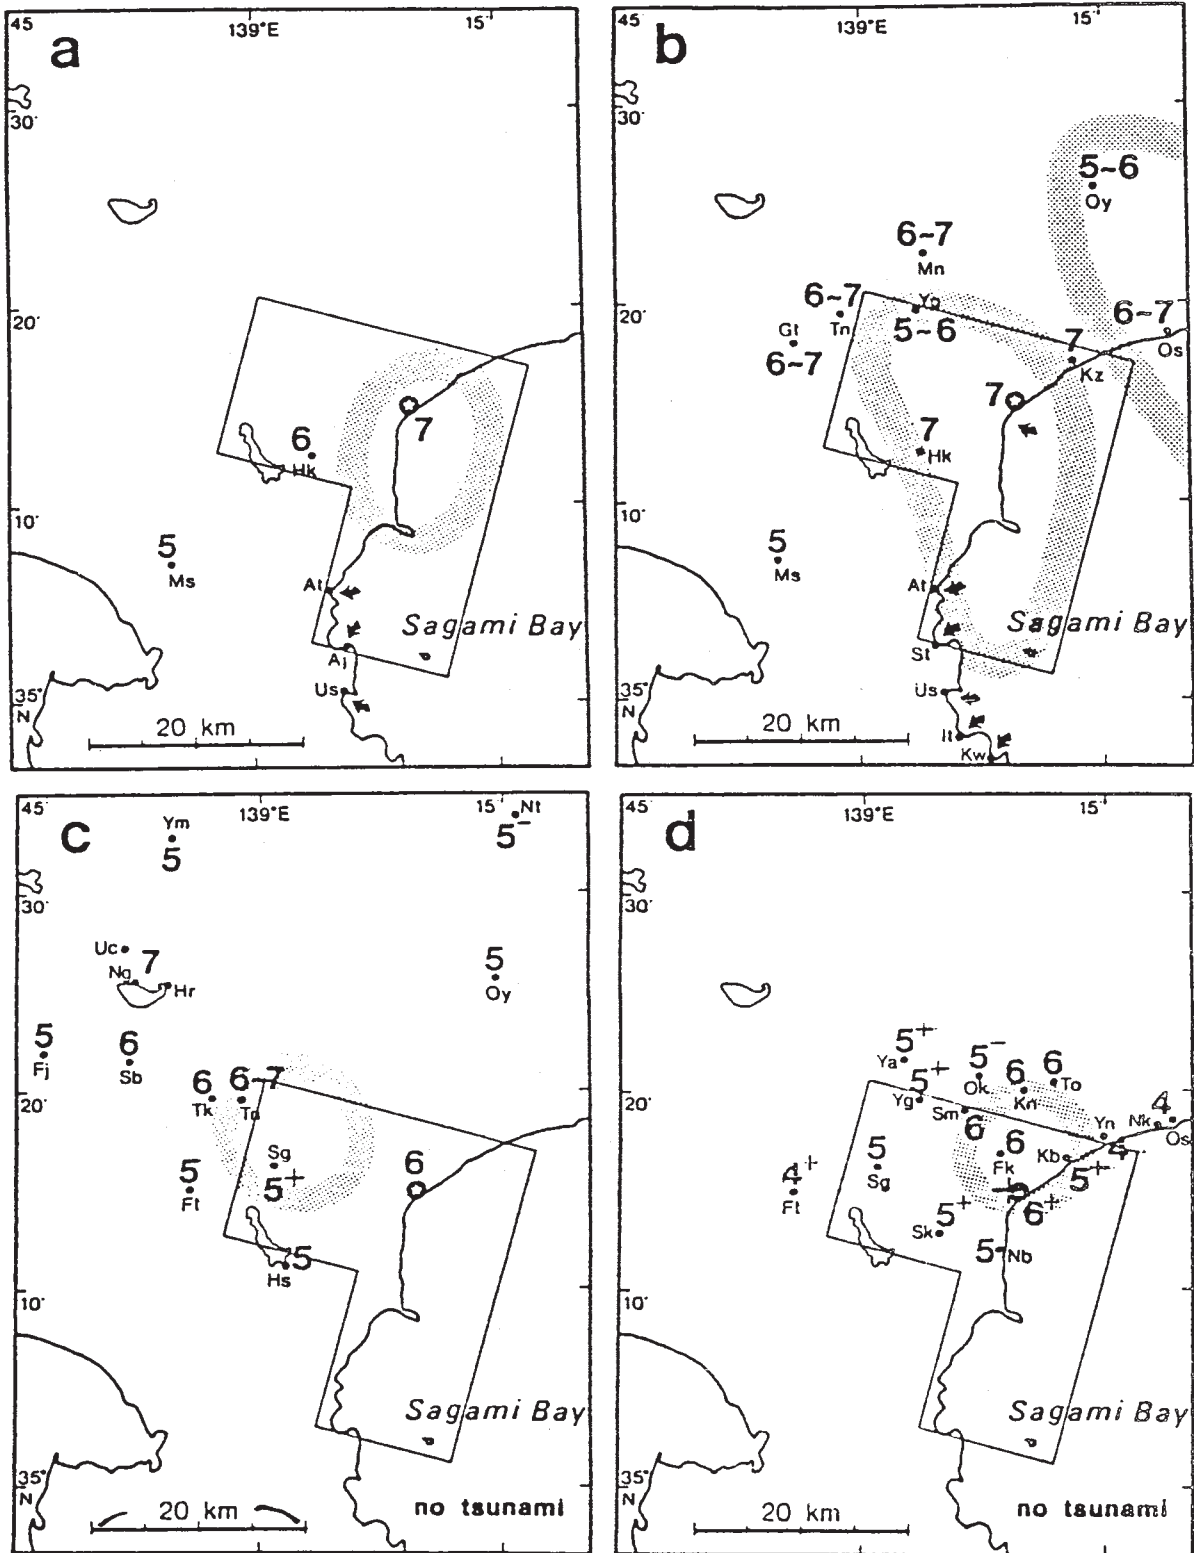 a
45'
139°E
15'
30'
20'
7
6
Hk
10'
5
Ms
At
Sagami Bay
Aj
Us
35°
N
20 km
b
45'
139°E
15'
30'
5~6
Oy
6~7
Mn
6~7
Yg
20'
Tn
5~6
6~7
Os
Gt
6~7
7
Kz
7
7
Hk
10'
5
Ms
At
Sagami Bay
St
Us
35°
N
20 km
It
Kw
c
45'
139°E
15'
Nt
5-
Ym
5
30'
Uc
7
Ng
Hr
5
Oy
5
Fj
6
Sb
6
6~7
20'
Tk
Tn
Sg
5-
Ft
5+
6
5
Hs
10'
Sagami Bay
35°
N
20 km
no tsunami
d
45'
139°E
15'
30'
5+
Ya
5+
5-
Ok
6
6
To
20'
Yg
Kn
Sm
6
4
Nk
Os
Yn
5
Sg
6
Fk
Kb
5+
4+
Ft
6+
5+
Sk
5-
Nb
10'
Sagami Bay
35°
N
20 km
no tsunami